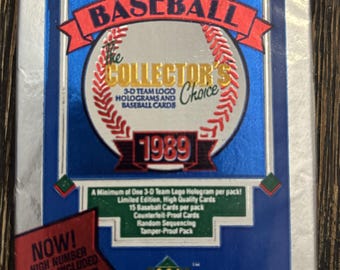 BASEBALL
The
COLLECTOR'S
Choice
3-D TEAM LOGO
HOLOGRAMS AND
BASEBALL CARDS
1989
A Minimum of One 3-D Team Logo Hologram per pack!
Limited Edition, High Quality Cards
15 Baseball Cards per Pack
Counterfeit-Proof Cards
Random Sequencing
Tamper-Proof Pack
NOW!
HIGH NUMBER
INCLUDED
TM